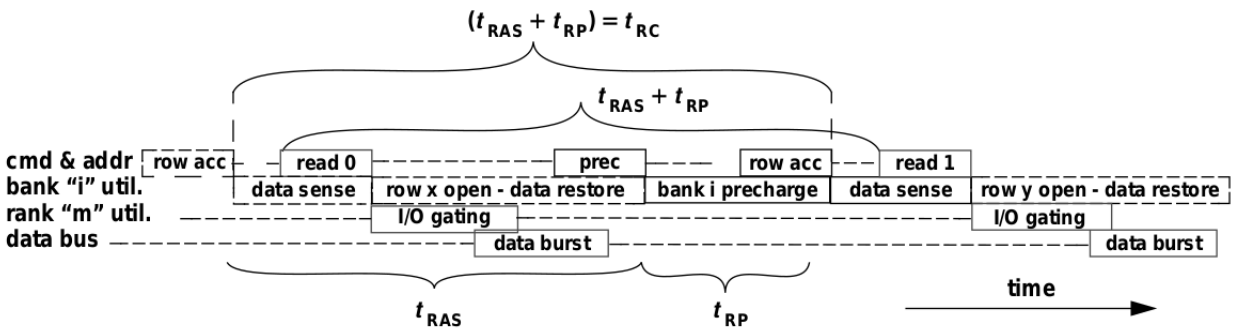 (tRAS + tRP) = tRC
tRAS + tRP
cmd & addr row acc read 0 prec row acc read 1
bank “i” util. data sense row x open - data restore bank i precharge data sense row y open - data restore
rank “m” util. I/O gating I/O gating
data bus data burst data burst
tRAS tRP time